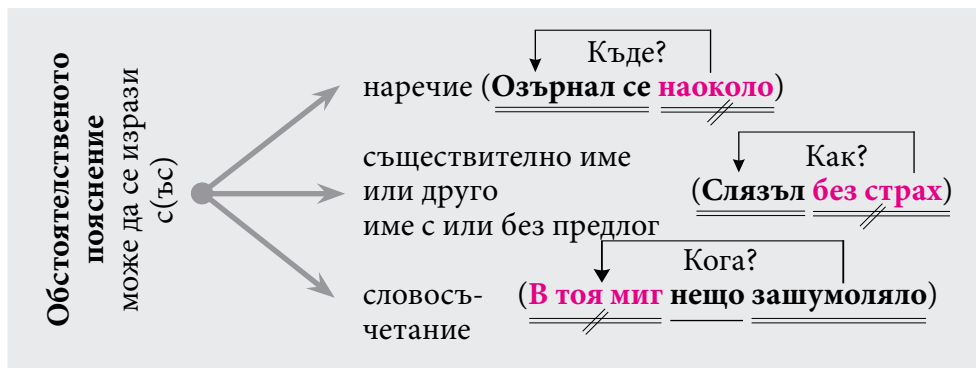 Обстоятелственото
пояснение
може да се изрази
с(ъс)
Къде?
наречие (Озърнал се наоколо)
съществително име
или друго
име с или без предлог
Как?
(Слязъл без страх)
Кога?
словосъ-
четание
(В тоя миг нещо зашумоляло)